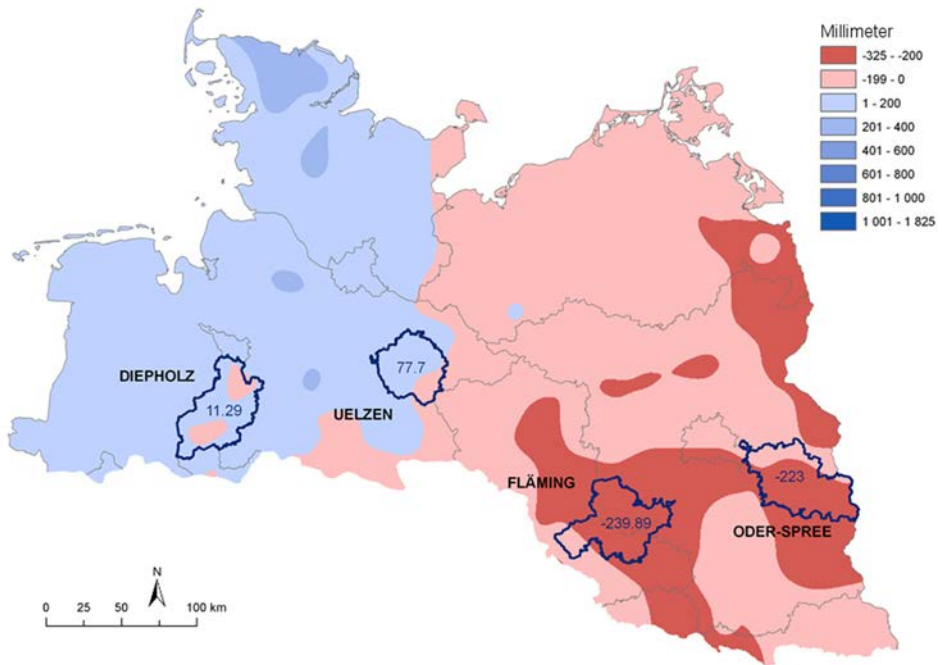 Millimeter
-325 - -200
-199 - 0
1 - 200
201 - 400
401 - 600
601 - 800
801 - 1 000
1 001 - 1 825
DIEPHOLZ
11.29
77.7
UELZEN
FLÄMING
-239.89
-223
ODER-SPREE
N
0 25 50 100 km